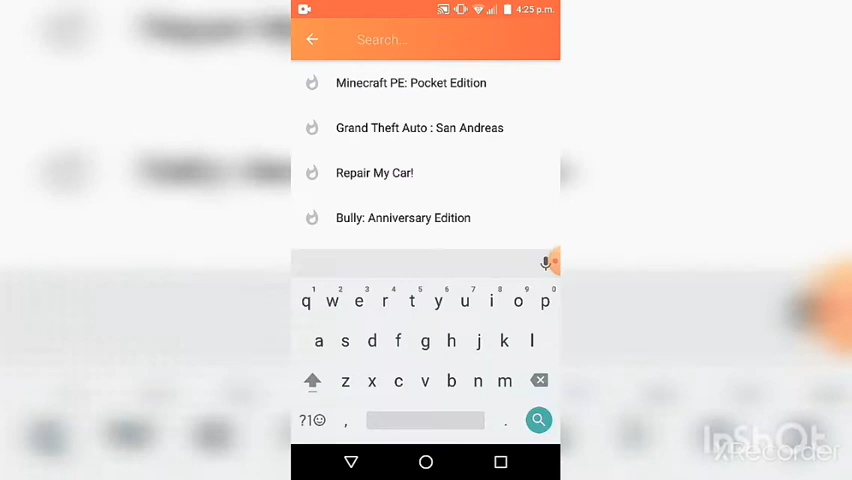 4:25 p.m.
Search...
Minecraft PE: Pocket Edition
Grand Theft Auto : San Andreas
Repair My Car!
Bully: Anniversary Edition
1 2 3 4 5 6 7 8 9 0
q w e r t y u i o p
a s d f g h j k l
z x c v b n m
?1☺ , .
InShOt
XRecorder